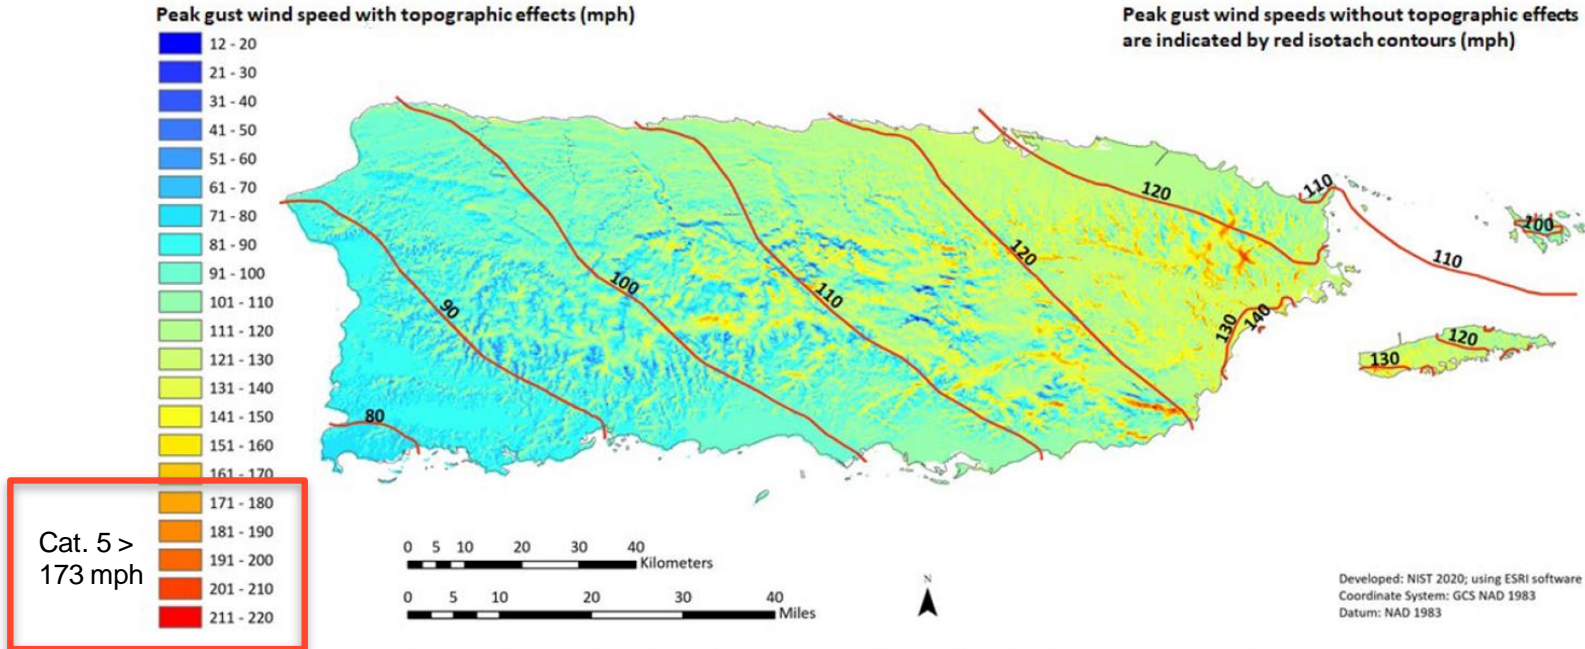 Peak gust wind speed with topographic effects (mph)
12 - 20
21 - 30
31 - 40
41 - 50
51 - 60
61 - 70
71 - 80
81 - 90
91 - 100
101 - 110
111 - 120
121 - 130
131 - 140
141 - 150
151 - 160
161 - 170
171 - 180
181 - 190
191 - 200
201 - 210
211 - 220
Cat. 5 >
173 mph
Peak gust wind speeds without topographic effects
are indicated by red isotach contours (mph)
80
90
100
110
120
120
110
130
140
110
100
120
130
0 5 10 20 30 40
Kilometers
0 5 10 20 30 40
Miles
N
Developed: NIST 2020; using ESRI software
Coordinate System: GCS NAD 1983
Datum: NAD 1983